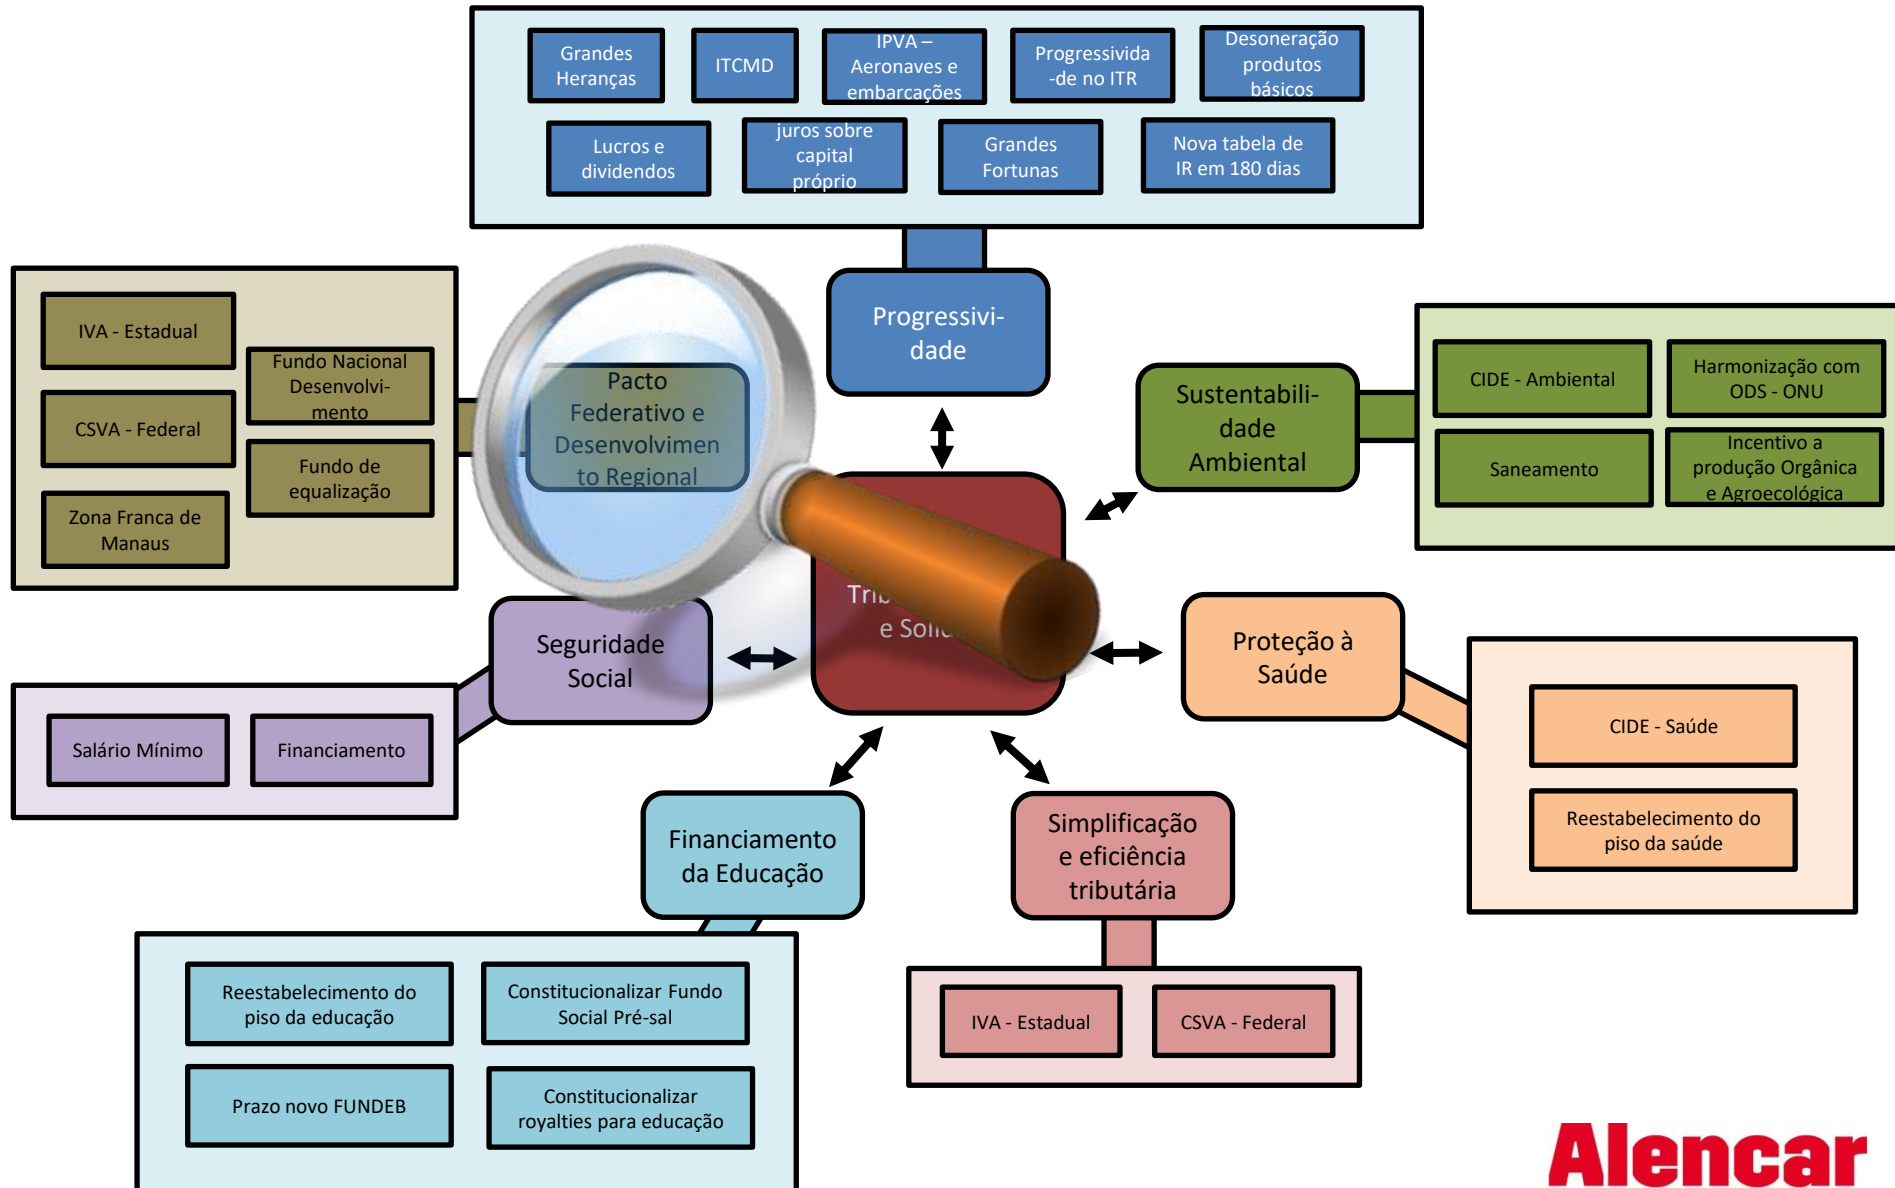 Grandes
Heranças
ITCMD
IPVA –
Aeronaves e
embarcações
Progressivida
-de no ITR
Desoneração
produtos
básicos
Lucros e
dividendos
juros sobre
capital
próprio
Grandes
Fortunas
Nova tabela de
IR em 180 dias
Progressivi-
dade
IVA - Estadual
Fundo Nacional
Desenvolvi-
mento
CSVA - Federal
Fundo de
equalização
Zona Franca de
Manaus
Pacto
Federativo e
Desenvolvimen
to Regional
Sustentabili-
dade
Ambiental
CIDE - Ambiental
Harmonização com
ODS - ONU
Saneamento
Incentivo a
produção Orgânica
e Agroecológica
e
Seguridade
Social
Salário Mínimo
Financiamento
Proteção à
Saúde
CIDE - Saúde
Reestabelecimento do
piso da saúde
Financiamento
da Educação
Reestabelecimento do
piso da educação
Constitucionalizar Fundo
Social Pré-sal
Prazo novo FUNDEB
Constitucionalizar
royalties para educação
Simplificação
e eficiência
tributária
IVA - Estadual
CSVA - Federal
Alencar